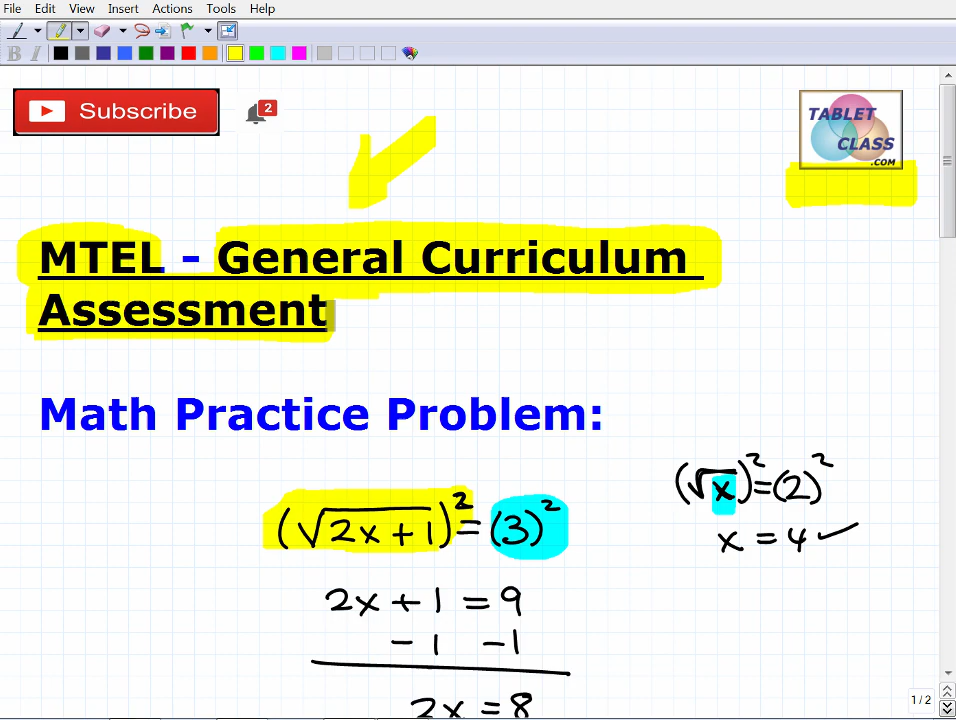 File Edit View Insert Actions Tools Help
B I
Subscribe 2
TABLET
CLASS
.COM
MTEL - General Curriculum
Assessment
Math Practice Problem:
(√x)² = (2)²
x = 4 ✓
(√2x + 1)² = (3)²
2x + 1 = 9
- 1 - 1
2x = 8
1 / 2